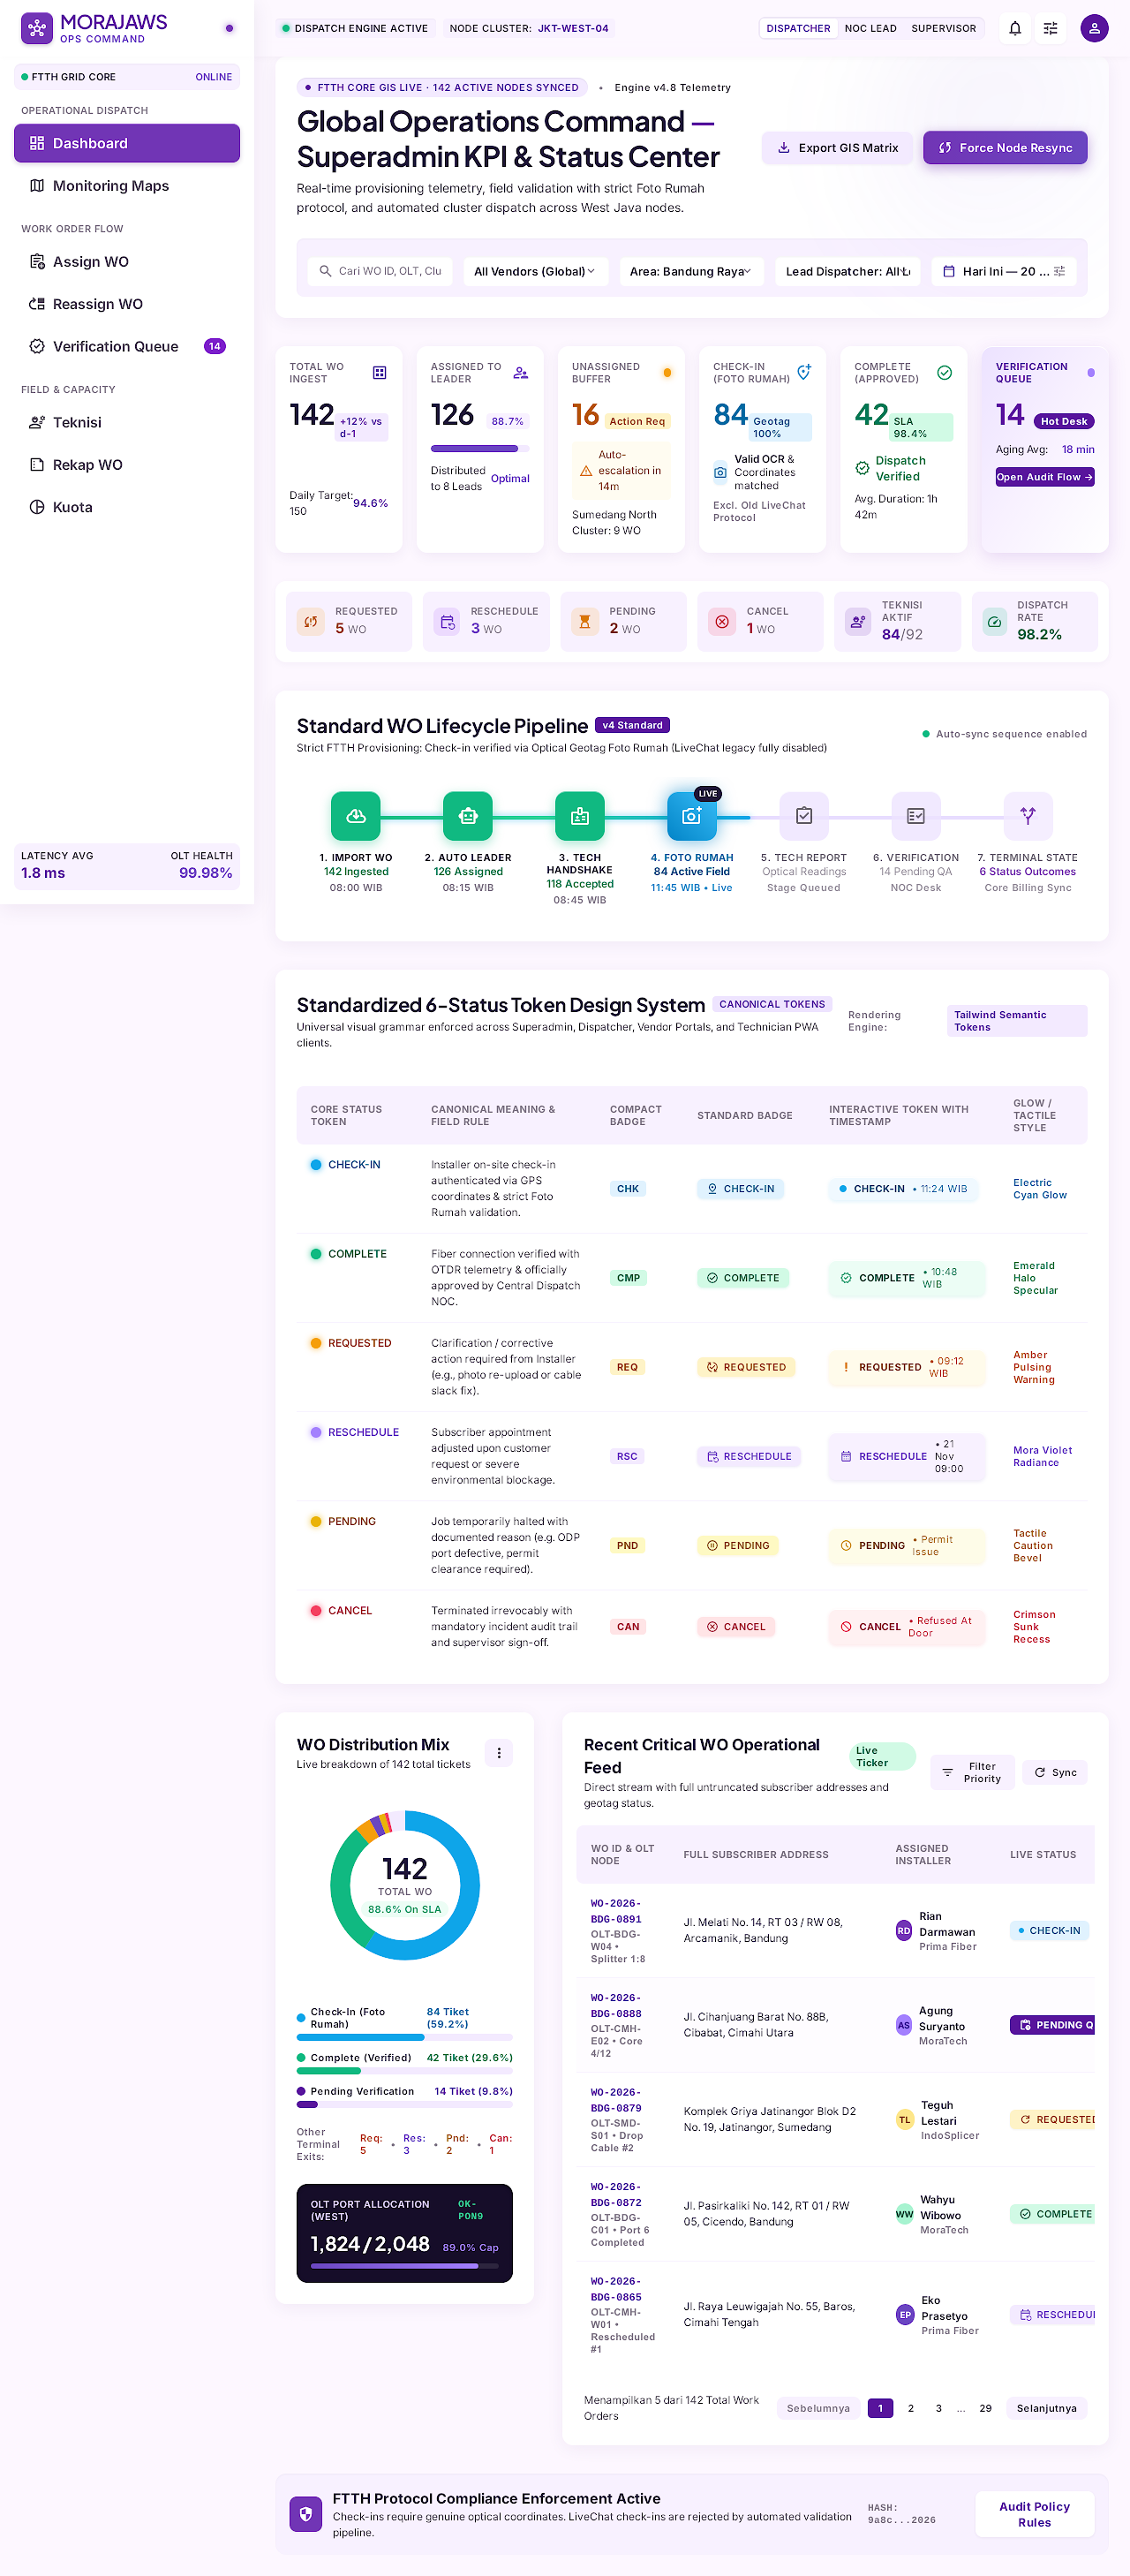 MORAJAWS
OPS COMMAND
FTTH GRID CORE
ONLINE
OPERATIONAL DISPATCH
Dashboard
Monitoring Maps
WORK ORDER FLOW
Assign WO
Reassign WO
Verification Queue
14
FIELD & CAPACITY
Teknisi
Rekap WO
Kuota
LATENCY AVG
1.8 ms
OLT HEALTH
99.98%
DISPATCH ENGINE ACTIVE
NODE CLUSTER: JKT-WEST-04
DISPATCHER
NOC LEAD
SUPERVISOR
FTTH CORE GIS LIVE · 142 ACTIVE NODES SYNCED
• Engine v4.8 Telemetry
Global Operations Command —
Superadmin KPI & Status Center
Real-time provisioning telemetry, field validation with strict Foto Rumah
protocol, and automated cluster dispatch across West Java nodes.
Export GIS Matrix
Force Node Resync
Cari WO ID, OLT, Clu
All Vendors (Global)
Area: Bandung Raya
Lead Dispatcher: All
Hari Ini — 20 ...
TOTAL WO
INGEST
142
+12% vs
d-1
Daily Target:
150
94.6%
ASSIGNED TO
LEADER
126
88.7%
Distributed
to 8 Leads
Optimal
UNASSIGNED
BUFFER
16
Action Req
Auto-
escalation in
14m
Sumedang North
Cluster: 9 WO
CHECK-IN
(FOTO RUMAH)
84
Geotag
100%
Valid OCR &
Coordinates
matched
Excl. Old LiveChat
Protocol
COMPLETE
(APPROVED)
42
SLA
98.4%
Dispatch
Verified
Avg. Duration: 1h
42m
VERIFICATION
QUEUE
14
Hot Desk
Aging Avg:
18 min
Open Audit Flow →
REQUESTED
5 WO
RESCHEDULE
3 WO
PENDING
2 WO
CANCEL
1 WO
TEKNISI
AKTIF
84/92
DISPATCH
RATE
98.2%
Standard WO Lifecycle Pipeline
v4 Standard
Strict FTTH Provisioning: Check-in verified via Optical Geotag Foto Rumah (LiveChat legacy fully disabled)
Auto-sync sequence enabled
1. IMPORT WO
142 Ingested
08:00 WIB
2. AUTO LEADER
126 Assigned
08:15 WIB
3. TECH
HANDSHAKE
118 Accepted
08:45 WIB
LIVE
4. FOTO RUMAH
84 Active Field
11:45 WIB • Live
5. TECH REPORT
Optical Readings
Stage Queued
6. VERIFICATION
14 Pending QA
NOC Desk
7. TERMINAL STATE
6 Status Outcomes
Core Billing Sync
Standardized 6-Status Token Design System
CANONICAL TOKENS
Universal visual grammar enforced across Superadmin, Dispatcher, Vendor Portals, and Technician PWA
clients.
Rendering
Engine:
Tailwind Semantic
Tokens
CORE STATUS
TOKEN
CANONICAL MEANING &
FIELD RULE
COMPACT
BADGE
STANDARD BADGE
INTERACTIVE TOKEN WITH
TIMESTAMP
GLOW /
TACTILE
STYLE
CHECK-IN
Installer on-site check-in
authenticated via GPS
coordinates & strict Foto
Rumah validation.
CHK
CHECK-IN
CHECK-IN • 11:24 WIB
Electric
Cyan Glow
COMPLETE
Fiber connection verified with
OTDR telemetry & officially
approved by Central Dispatch
NOC.
CMP
COMPLETE
COMPLETE • 10:48
WIB
Emerald
Halo
Specular
REQUESTED
Clarification / corrective
action required from Installer
(e.g., photo re-upload or cable
slack fix).
REQ
REQUESTED
REQUESTED • 09:12
WIB
Amber
Pulsing
Warning
RESCHEDULE
Subscriber appointment
adjusted upon customer
request or severe
environmental blockage.
RSC
RESCHEDULE
RESCHEDULE • 21
Nov
09:00
Mora Violet
Radiance
PENDING
Job temporarily halted with
documented reason (e.g. ODP
port defective, permit
clearance required).
PND
PENDING
PENDING • Permit
Issue
Tactile
Caution
Bevel
CANCEL
Terminated irrevocably with
mandatory incident audit trail
and supervisor sign-off.
CAN
CANCEL
CANCEL • Refused At
Door
Crimson
Sunk
Recess
WO Distribution Mix
Live breakdown of 142 total tickets
142
TOTAL WO
88.6% On SLA
Check-In (Foto
Rumah)
84 Tiket
(59.2%)
Complete (Verified)
42 Tiket (29.6%)
Pending Verification
14 Tiket (9.8%)
Other
Terminal
Exits:
Req:
5
•
Res:
3
•
Pnd:
2
•
Can:
1
OLT PORT ALLOCATION
(WEST)
OK-
PON9
1,824 / 2,048
89.0% Cap
Recent Critical WO Operational
Feed
Live
Ticker
Direct stream with full untruncated subscriber addresses and
geotag status.
Filter
Priority
Sync
WO ID & OLT
NODE
FULL SUBSCRIBER ADDRESS
ASSIGNED
INSTALLER
LIVE STATUS
WO-2026-
BDG-0891
OLT-BDG-
W04 •
Splitter 1:8
Jl. Melati No. 14, RT 03 / RW 08,
Arcamanik, Bandung
RD
Rian
Darmawan
Prima Fiber
CHECK-IN
WO-2026-
BDG-0888
OLT-CMH-
E02 • Core
4/12
Jl. Cihanjuang Barat No. 88B,
Cibabat, Cimahi Utara
AS
Agung
Suryanto
MoraTech
PENDING Q
WO-2026-
BDG-0879
OLT-SMD-
S01 • Drop
Cable #2
Komplek Griya Jatinangor Blok D2
No. 19, Jatinangor, Sumedang
TL
Teguh
Lestari
IndoSplicer
REQUESTED
WO-2026-
BDG-0872
OLT-BDG-
C01 • Port 6
Completed
Jl. Pasirkaliki No. 142, RT 01 / RW
05, Cicendo, Bandung
WW
Wahyu
Wibowo
MoraTech
COMPLETE
WO-2026-
BDG-0865
OLT-CMH-
W01 •
Rescheduled
#1
Jl. Raya Leuwigajah No. 55, Baros,
Cimahi Tengah
EP
Eko
Prasetyo
Prima Fiber
RESCHEDU
Menampilkan 5 dari 142 Total Work
Orders
Sebelumnya
1
2
3
...
29
Selanjutnya
FTTH Protocol Compliance Enforcement Active
Check-ins require genuine optical coordinates. LiveChat check-ins are rejected by automated validation
pipeline.
HASH:
9a8c...2026
Audit Policy
Rules